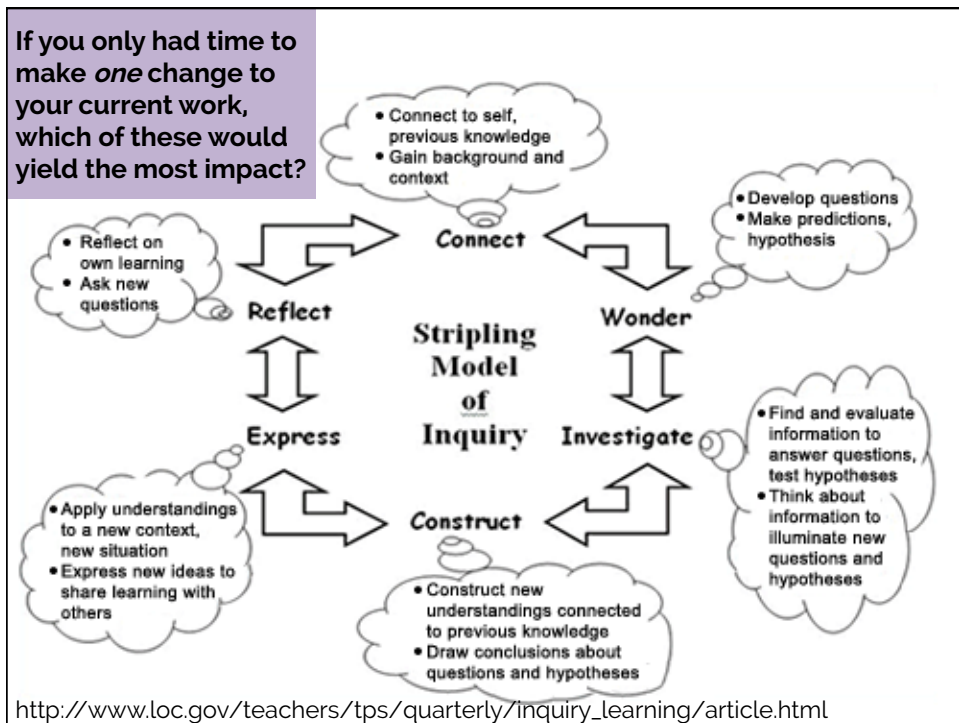 If you only had time to
make one change to
your current work,
which of these would
yield the most impact?
• Connect to self,
previous knowledge
• Gain background and
context
Connect
• Develop questions
• Make predictions,
hypothesis
Wonder
• Reflect on
own learning
• Ask new
questions
Reflect
Stripling
Model
of
Inquiry
Express
Investigate
• Find and evaluate
information to
answer questions,
test hypotheses
• Think about
information to
illuminate new
questions and
hypotheses
• Apply understandings
to a new context,
new situation
• Express new ideas to
share learning with
others
Construct
• Construct new
understandings connected
to previous knowledge
• Draw conclusions about
questions and hypotheses
http://www.loc.gov/teachers/tps/quarterly/inquiry_learning/article.html